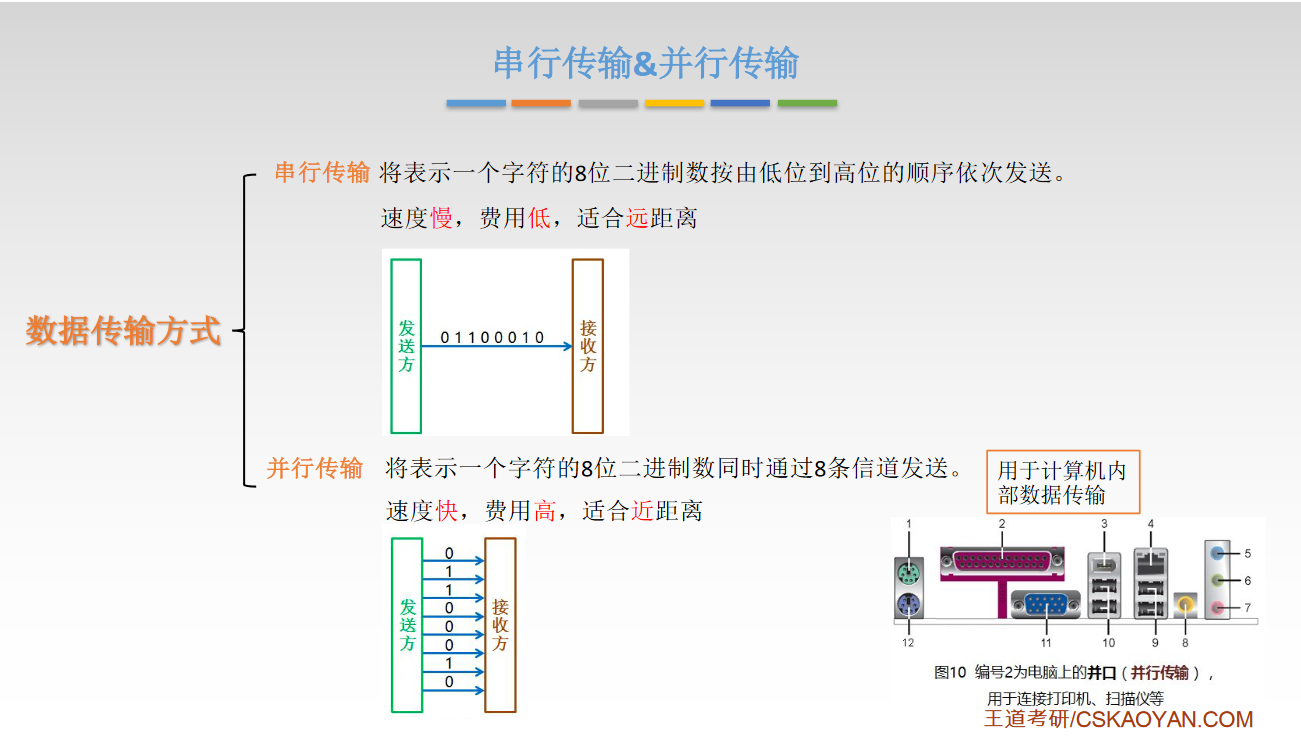 串行传输&并行传输
数据传输方式
串行传输 将表示一个字符的8位二进制数按由低位到高位的顺序依次发送。
速度慢，费用低，适合远距离
发送方
0 1 1 0 0 0 1 0
接收方
并行传输 将表示一个字符的8位二进制数同时通过8条信道发送。
速度快，费用高，适合近距离
发送方
0
1
1
0
0
0
1
0
接收方
用于计算机内
部数据传输
1
2
3
4
5
6
7
12
11
10
9
8
图10 编号2为电脑上的并口（并行传输），
用于连接打印机、扫描仪等
王道考研/CSKAOYAN.COM